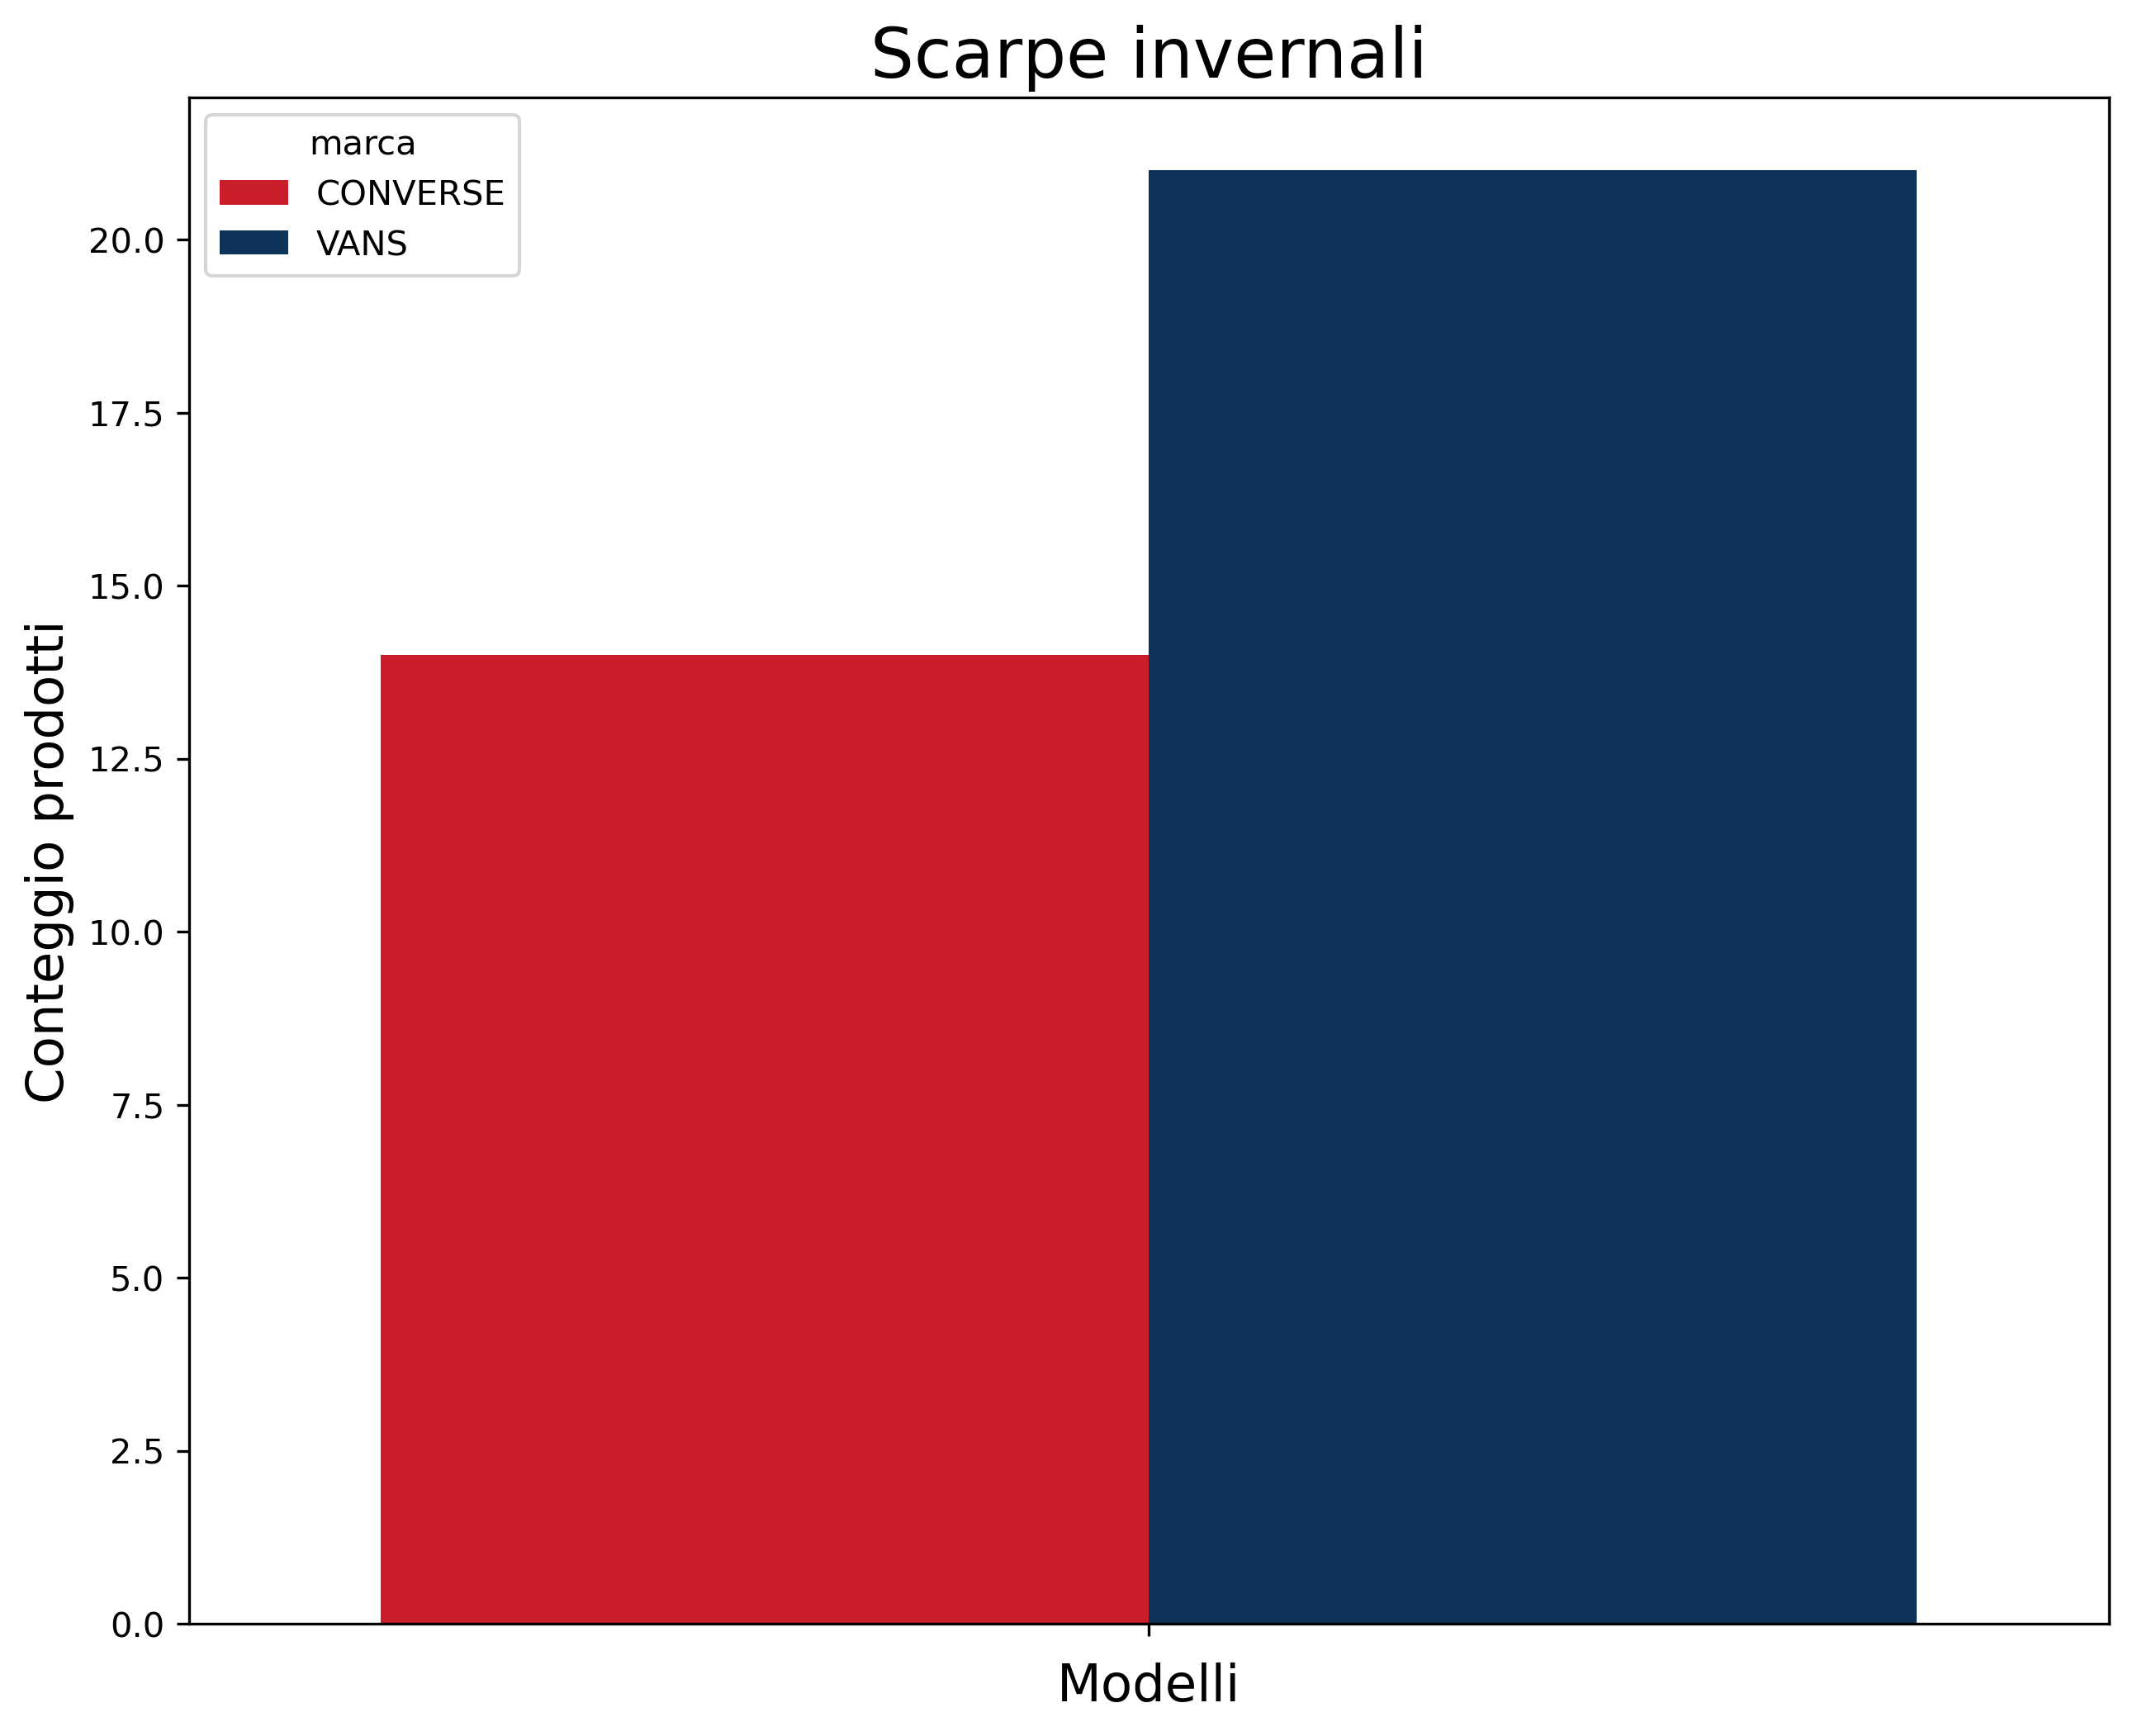 Scarpe invernali
marca
CONVERSE
VANS
Conteggio prodotti
20.0
17.5
15.0
12.5
10.0
7.5
5.0
2.5
0.0
Modelli